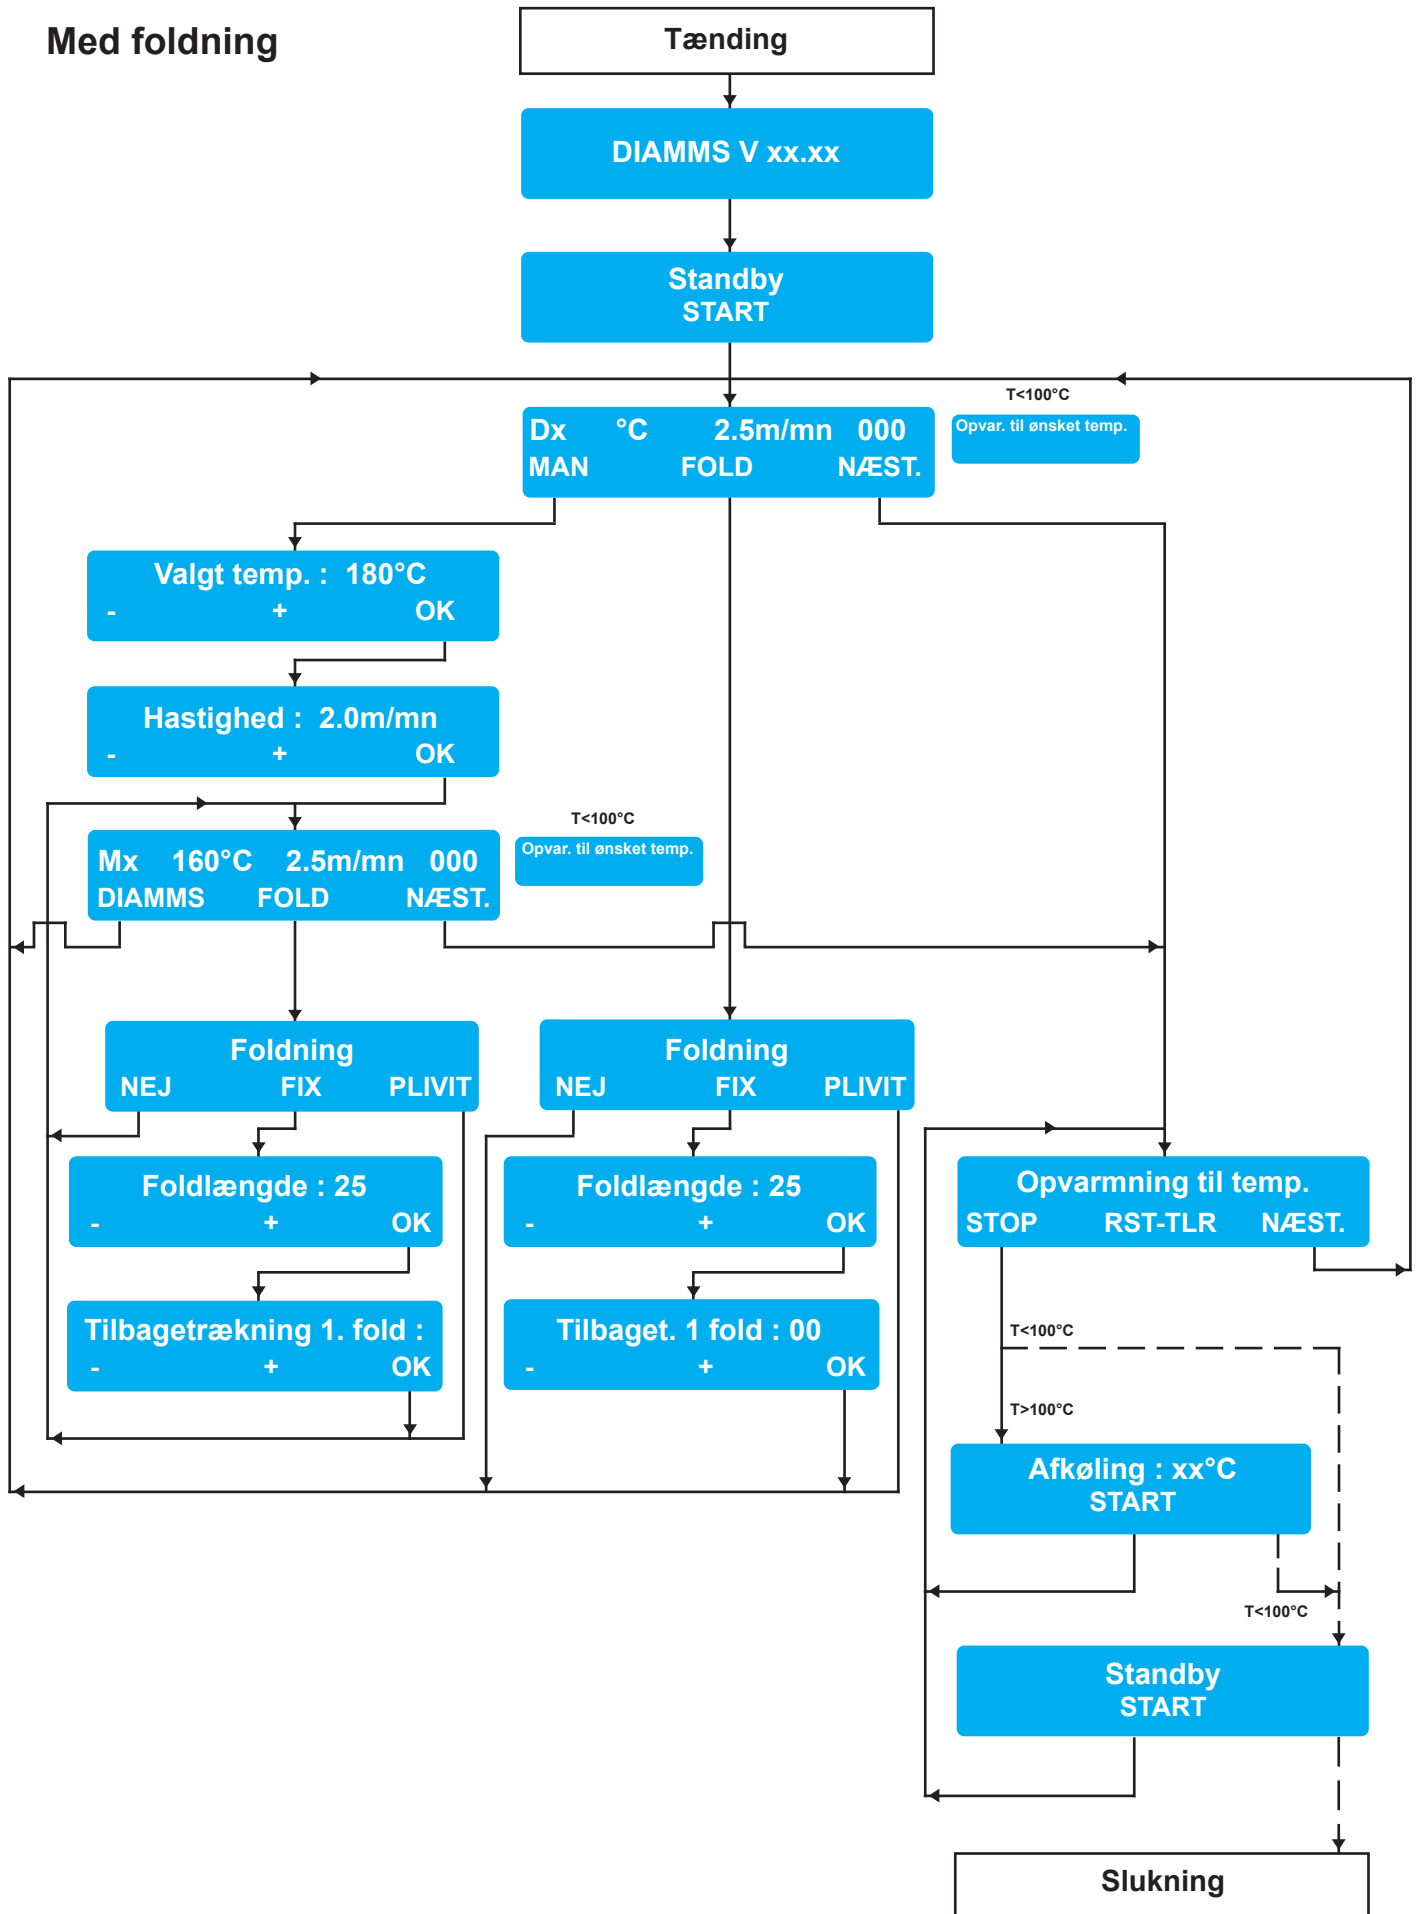 Med foldning
Tænding
DIAMMS V xx.xx
Standby
START
T<100°C
Dx °C 2.5m/mn 000
MAN FOLD NÆST.
Opvar. til ønsket temp.
Valgt temp. : 180°C
- + OK
Hastighed : 2.0m/mn
- + OK
T<100°C
Mx 160°C 2.5m/mn 000
DIAMMS FOLD NÆST.
Opvar. til ønsket temp.
Foldning
NEJ FIX PLIVIT
Foldning
NEJ FIX PLIVIT
Foldlængde : 25
- + OK
Foldlængde : 25
- + OK
Opvarmning til temp.
STOP RST-TLR NÆST.
Tilbagetrækning 1. fold :
- + OK
Tilbaget. 1 fold : 00
- + OK
T<100°C
T>100°C
Afkøling : xx°C
START
T<100°C
Standby
START
Slukning